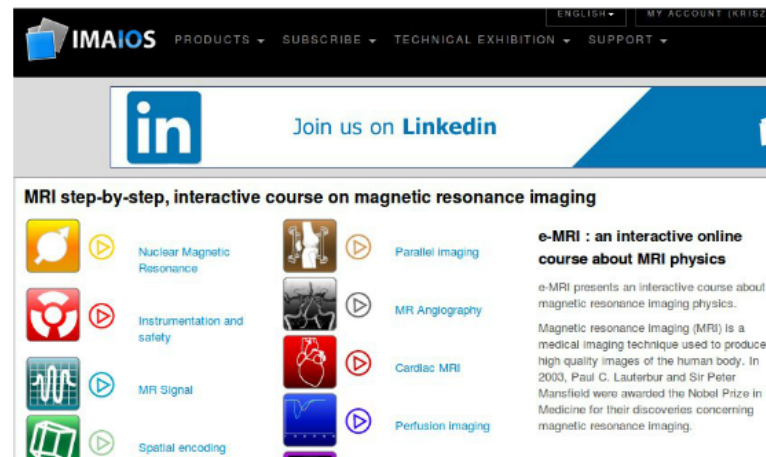 ENGLISH
MY ACCOUNT (KRISZ
IMAIOS
PRODUCTS
SUBSCRIBE
TECHNICAL EXHIBITION
SUPPORT
in
Join us on Linkedin
MRI step-by-step, interactive course on magnetic resonance imaging
Nuclear Magnetic
Resonance
Instrumentation and
safety
MR Signal
Spatial encoding
Parallel imaging
MR Angiography
Cardiac MRI
Perfusion imaging
e-MRI : an interactive online
course about MRI physics
e-MRI presents an interactive course about
magnetic resonance imaging physics.
Magnetic resonance imaging (MRI) is a
medical imaging technique used to produce
high quality images of the human body. In
2003, Paul C. Lauterbur and Sir Peter
Mansfield were awarded the Nobel Prize in
Medicine for their discoveries concerning
magnetic resonance imaging.